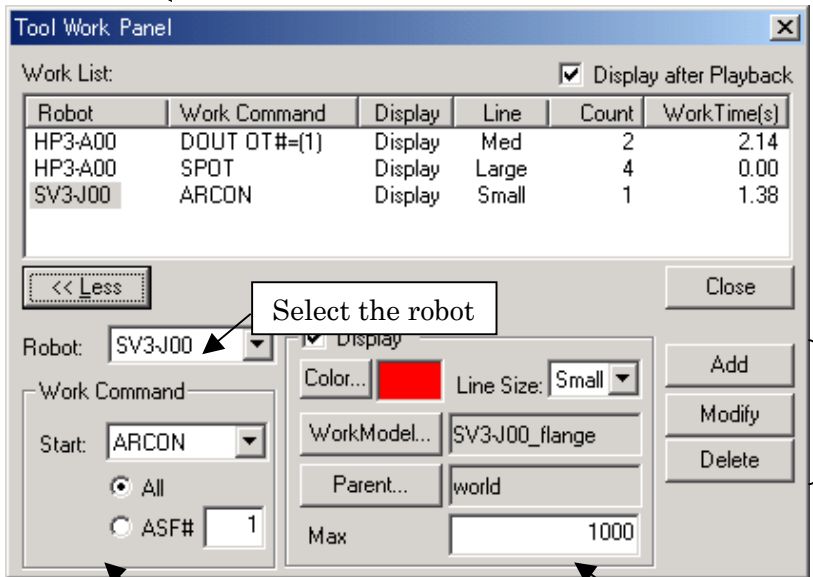 Tool Work Panel
Work List:
Display after Playback
Robot Work Command Display Line Count WorkTime(s)
HP3-A00 DOUT OT#=(1) Display Med 2 2.14
HP3-A00 SPOT Display Large 4 0.00
SV3-J00 ARCON Display Small 1 1.38
<< Less
Close
Select the robot
Robot: SV3-J00
Display
Color...
Line Size: Small
Add
Work Command
WorkModel... SV3-J00_flange
Modify
Start: ARCON
Parent... world
Delete
All
ASF# 1
Max 1000